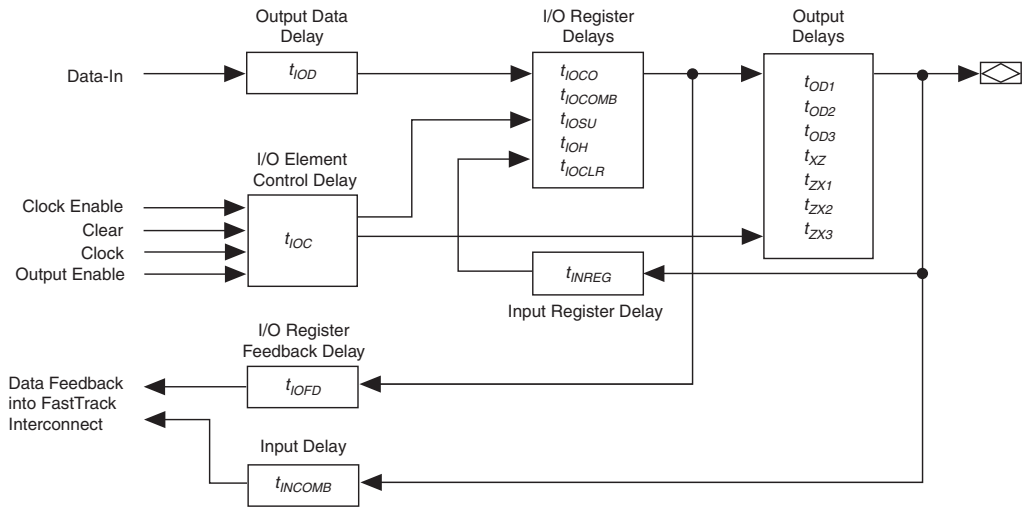 Output Data
Delay
I/O Register
Delays
Output
Delays
Data-In
tIOD
tIOCO
tIOCOMB
tIOSU
tIOH
tIOCLR
tOD1
tOD2
tOD3
tXZ
tZX1
tZX2
tZX3
I/O Element
Control Delay
Clock Enable
Clear
Clock
Output Enable
tIOC
tINREG
Input Register Delay
I/O Register
Feedback Delay
tIOFD
Data Feedback
into FastTrack
Interconnect
Input Delay
tINCOMB